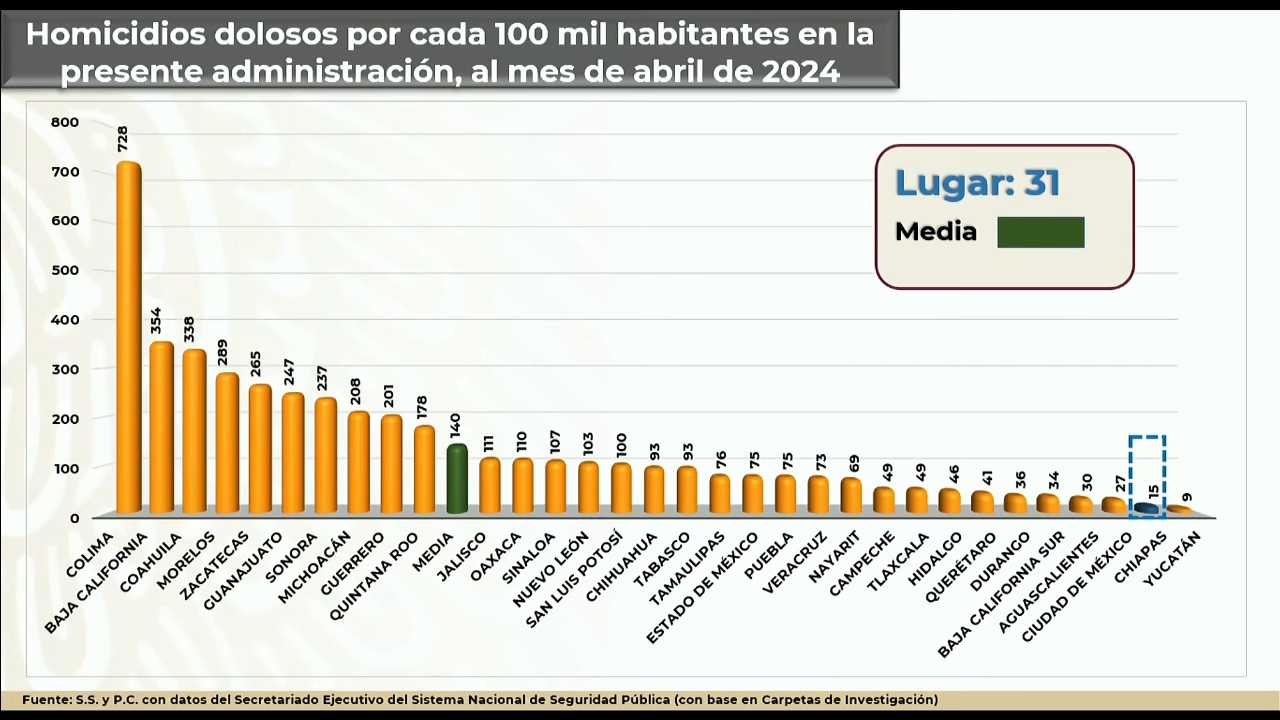 Homicidios dolosos por cada 100 mil habitantes en la
presente administración, al mes de abril de 2024
800
700
600
500
400
300
200
100
0
728
354
338
289
265
247
237
208
201
178
140
111
110
107
103
100
93
93
76
75
75
73
69
49
49
46
41
36
34
30
27
15
9
Lugar: 31
Media
COLIMA
BAJA CALIFORNIA
COAHUILA
MORELOS
ZACATECAS
GUANAJUATO
SONORA
MICHOACÁN
GUERRERO
QUINTANA ROO
MEDIA
JALISCO
OAXACA
SINALOA
NUEVO LEÓN
SAN LUIS POTOSÍ
CHIHUAHUA
TABASCO
TAMAULIPAS
ESTADO DE MÉXICO
PUEBLA
VERACRUZ
NAYARIT
CAMPECHE
TLAXCALA
HIDALGO
QUERÉTARO
DURANGO
BAJA CALIFORNIA SUR
AGUASCALIENTES
CIUDAD DE MÉXICO
CHIAPAS
YUCATÁN
Fuente: S.S. y P.C. con datos del Secretariado Ejecutivo del Sistema Nacional de Seguridad Pública (con base en Carpetas de Investigación)